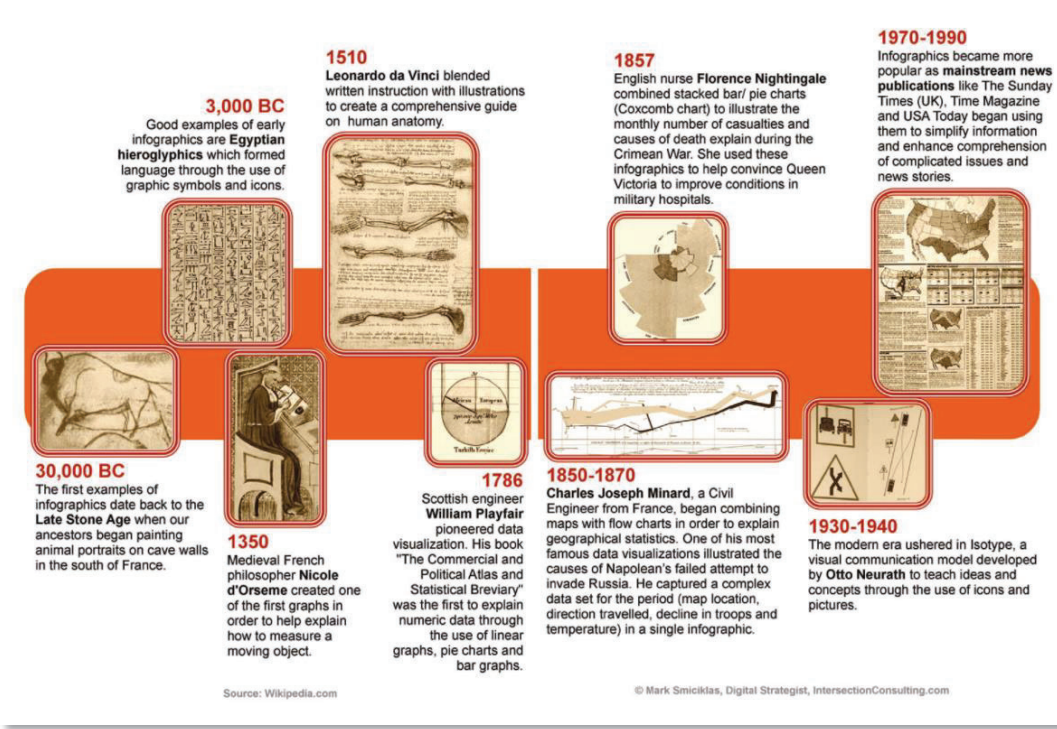 30,000 BC
The first examples of
infographics date back to the
Late Stone Age when our
ancestors began painting
animal portraits on cave walls
in the south of France.
3,000 BC
Good examples of early
infographics are Egyptian
hieroglyphics which formed
language through the use of
graphic symbols and icons.
1350
Medieval French
philosopher Nicole
d'Orseme created one
of the first graphs in
order to help explain
how to measure a
moving object.
1510
Leonardo da Vinci blended
written instruction with illustrations
to create a comprehensive guide
on human anatomy.
1786
Scottish engineer
William Playfair
pioneered data
visualization. His book
"The Commercial and
Political Atlas and
Statistical Breviary"
was the first to explain
numeric data through
the use of linear
graphs, pie charts and
bar graphs.
Turkish Empire
1850-1870
Charles Joseph Minard, a Civil
Engineer from France, began combining
maps with flow charts in order to explain
geographical statistics. One of his most
famous data visualizations illustrated the
causes of Napolean's failed attempt to
invade Russia. He captured a complex
data set for the period (map location,
direction travelled, decline in troops and
temperature) in a single infographic.
1857
English nurse Florence Nightingale
combined stacked bar/ pie charts
(Coxcomb chart) to illustrate the
monthly number of casualties and
causes of death explain during the
Crimean War. She used these
infographics to help convince Queen
Victoria to improve conditions in
military hospitals.
1930-1940
The modern era ushered in Isotype, a
visual communication model developed
by Otto Neurath to teach ideas and
concepts through the use of icons and
pictures.
1970-1990
Infographics became more
popular as mainstream news
publications like The Sunday
Times (UK), Time Magazine
and USA Today began using
them to simplify information
and enhance comprehension
of complicated issues and
news stories.
Source: Wikipedia.com
© Mark Smiciklas, Digital Strategist, IntersectionConsulting.com